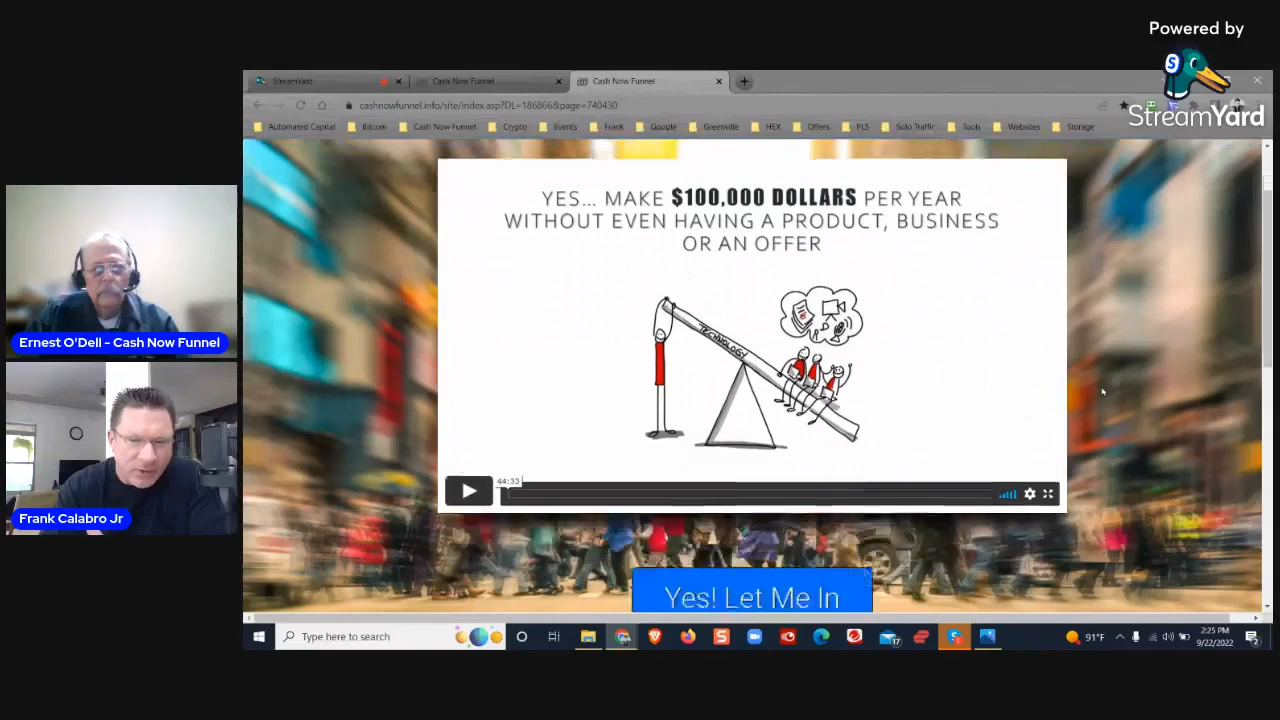 Powered by
S
StreamYard
StreamYard
Cash Now Funnel
Cash Now Funnel
cashnowfunnel.info/site/index.asp?DL=186866&page=740430
Automated Capital
Bitcoin
Cash Now Funnel
Crypto
Events
Frank
Google
Greenville
HEX
Offers
PLS
Solo Traffic
Tools
Websites
Storage
YES... MAKE $100,000 DOLLARS PER YEAR
WITHOUT EVEN HAVING A PRODUCT, BUSINESS
OR AN OFFER
TECHNOLOGY
44:33
Yes! Let Me In
Ernest O'Dell - Cash Now Funnel
Frank Calabro Jr
Type here to search
17
91°F
2:25 PM
9/22/2022
2